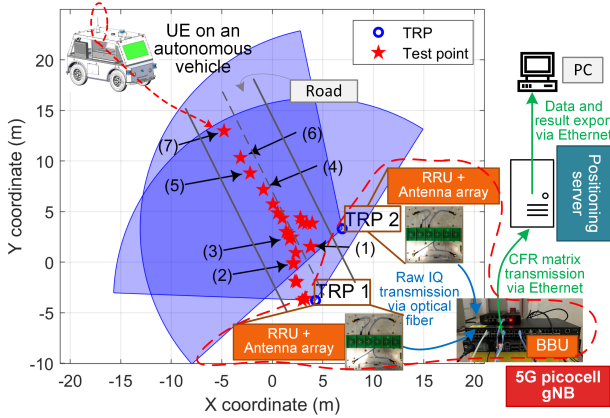 UE on an
autonomous
vehicle
TRP
Test point
Road
(7)
(6)
(5)
(4)
(3)
(2)
(1)
RRU +
Antenna array
TRP 2
TRP 1
RRU +
Antenna array
Raw IQ
transmission
via optical
fiber
CFR matrix
transmission
via Ethernet
BBU
5G picocell
gNB
PC
Data and
result export
via Ethernet
Positioning
server
Y coordinate (m)
25
20
15
10
5
0
-5
-10
-20
-15
-10
-5
0
5
10
15
20
X coordinate (m)